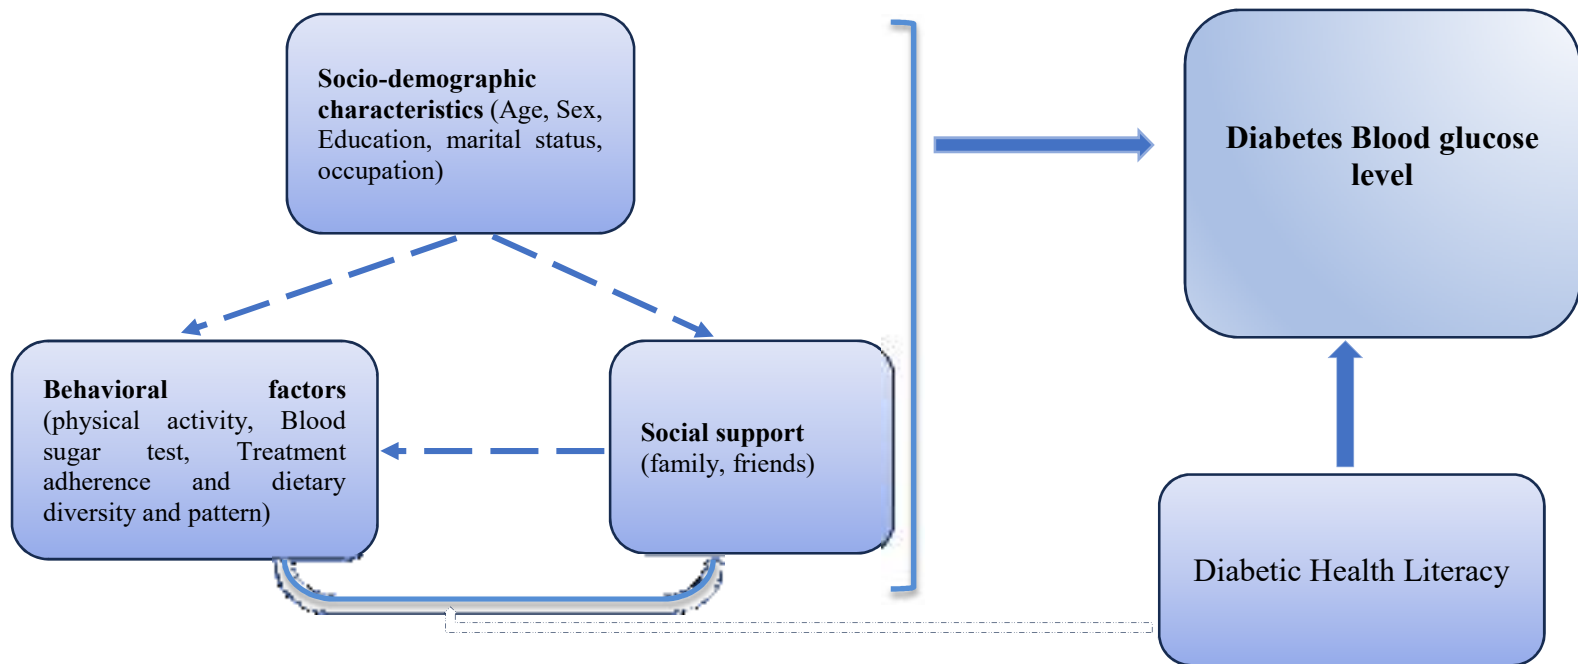 Socio-demographic
characteristics (Age, Sex,
Education, marital status,
occupation)
Diabetes Blood glucose
level
Behavioral factors
(physical activity, Blood
sugar test, Treatment
adherence and dietary
diversity and pattern)
Social support
(family, friends)
Diabetic Health Literacy